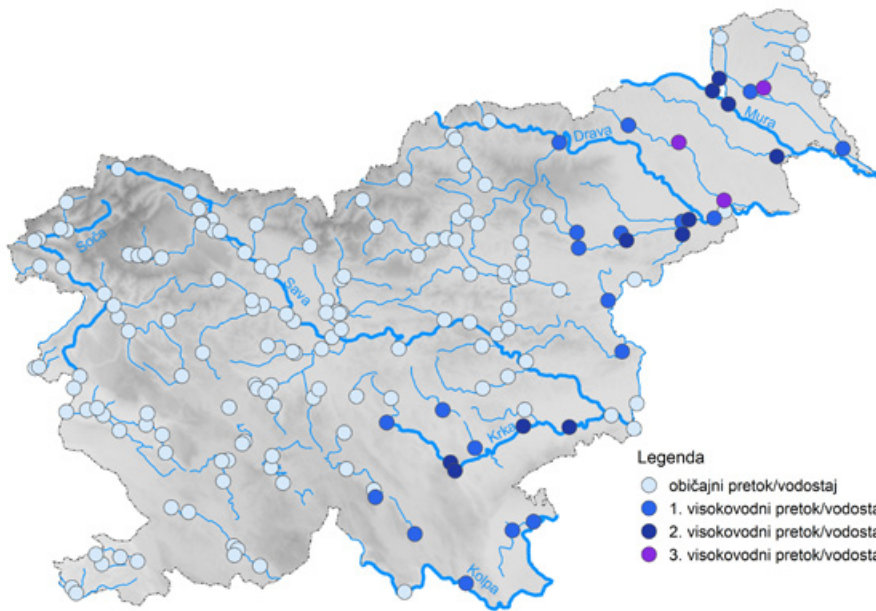 Mura
Drava
Soča
Sava
Krka
Kolpa
Legenda
običajni pretok/vodostaj
1. visokovodni pretok/vodosta
2. visokovodni pretok/vodosta
3. visokovodni pretok/vodosta